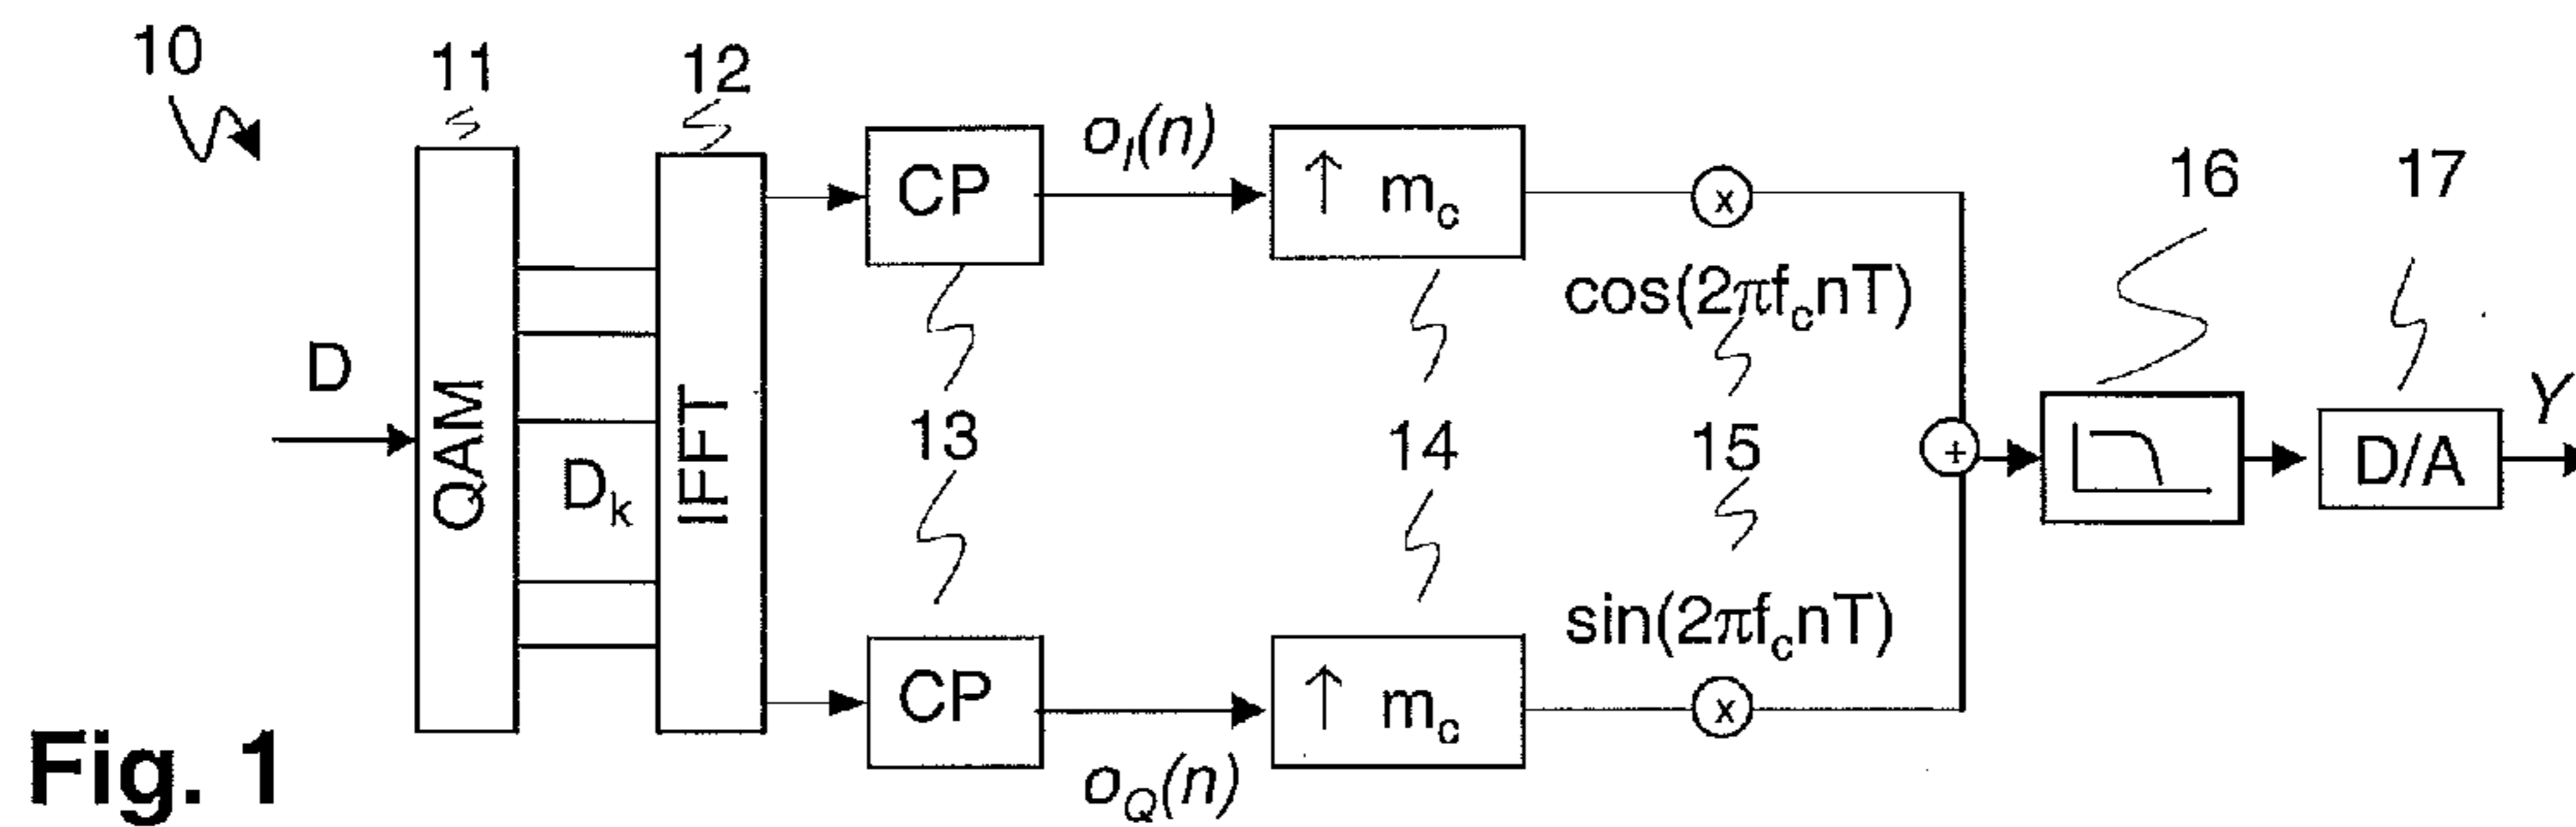 10
11
12
o_I(n)
CP
↑ m_c
x
16
17
cos(2πf_cnT)
D
QAM
D_k
IFFT
13
14
15
+
D/A
Y
sin(2πf_cnT)
CP
↑ m_c
x
o_Q(n)
Fig. 1